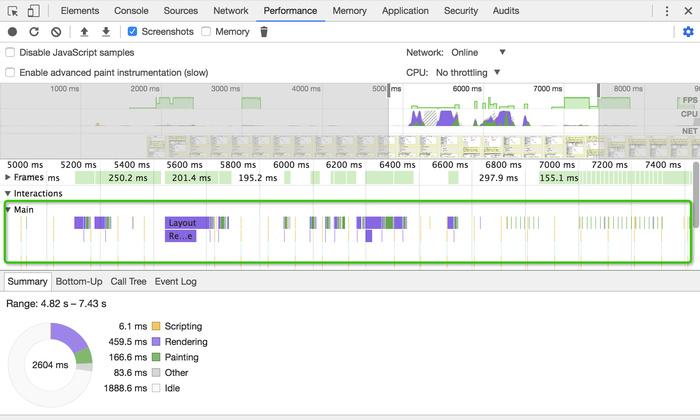 Elements Console Sources Network Performance Memory Application Security Audits
Screenshots Memory
Disable JavaScript samples Network: Online
Enable advanced paint instrumentation (slow) CPU: No throttling
1000 ms 2000 ms 3000 ms 4000 ms ms 6000 ms 7000 ms 8000 ms
FPS
CPU
NET
5000 ms 5200 ms 5400 ms 5600 ms 5800 ms 6000 ms 6200 ms 6400 ms 6600 ms 6800 ms 7000 ms 7200 ms 7400 ms
Frames ms 250.2 ms 201.4 ms 195.2 ms 297.9 ms 155.1 ms
Interactions
Main
Layout
Re...e
Summary Bottom-Up Call Tree Event Log
Range: 4.82 s – 7.43 s
6.1 ms Scripting
459.5 ms Rendering
2604 ms 166.6 ms Painting
83.6 ms Other
1888.6 ms Idle